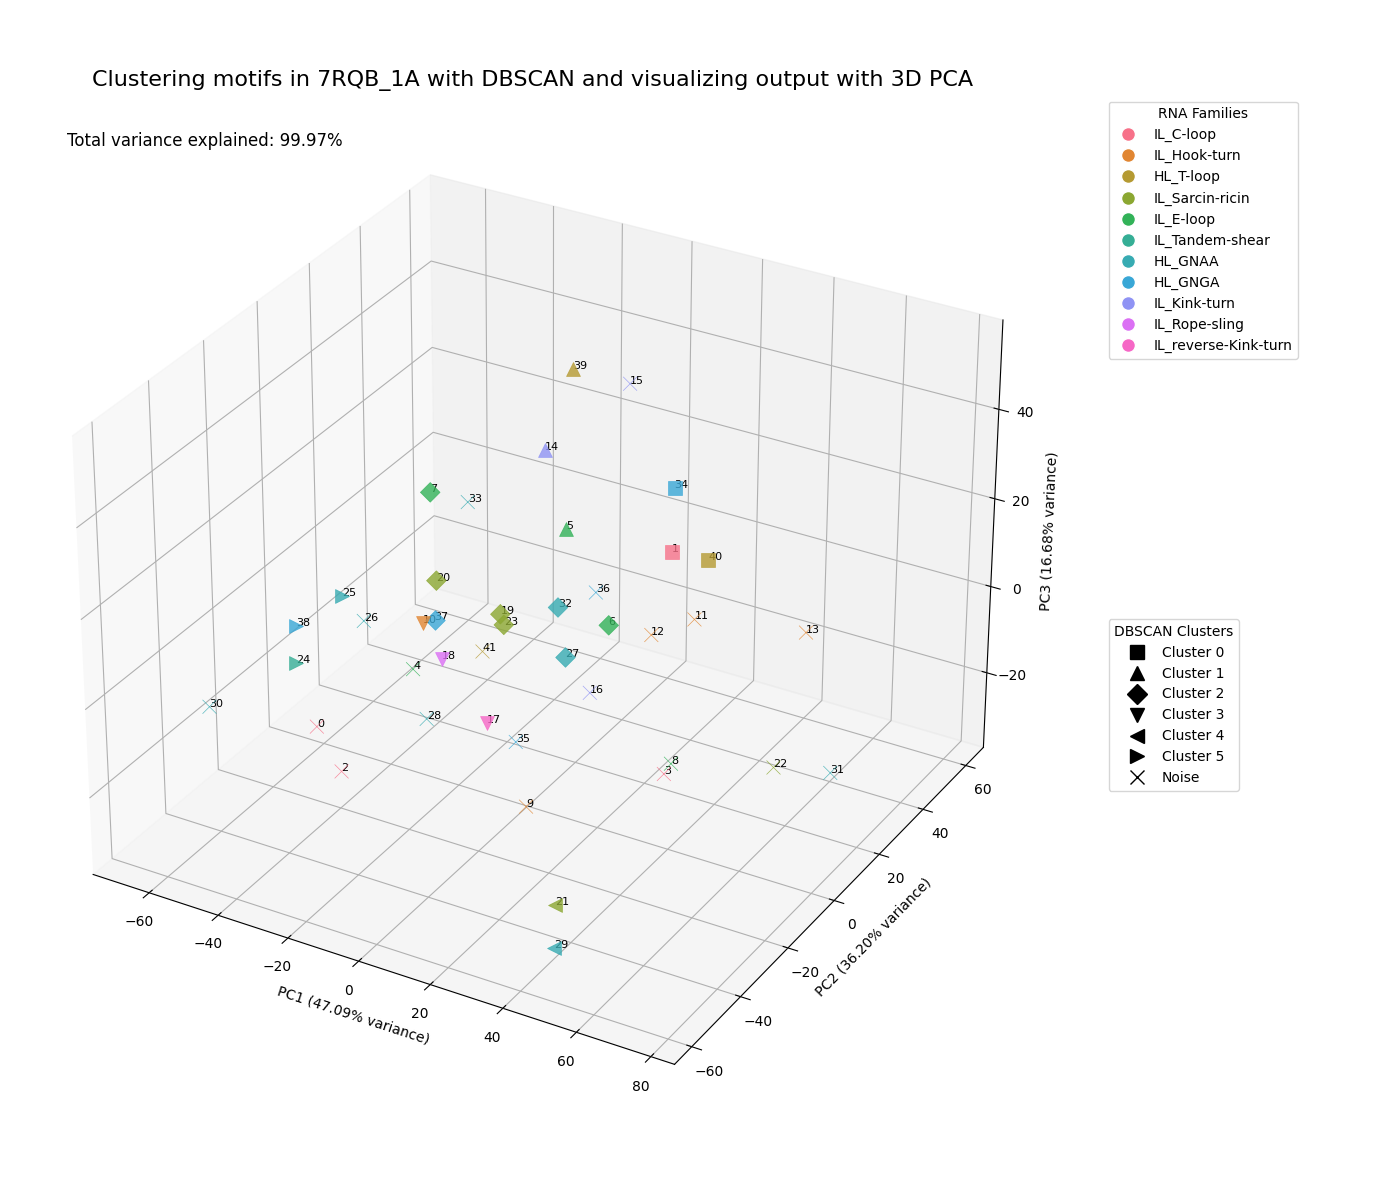 Clustering motifs in 7RQB_1A with DBSCAN and visualizing output with 3D PCA
Total variance explained: 99.97%
RNA Families
IL_C-loop
IL_Hook-turn
HL_T-loop
IL_Sarcin-ricin
IL_E-loop
IL_Tandem-shear
HL_GNAA
HL_GNGA
IL_Kink-turn
IL_Rope-sling
IL_reverse-Kink-turn
39
15
14
34
7
33
5
1
40
20
25
36
38
26
10
37
19
23
32
6
11
12
13
41
18
27
24
4
16
30
0
28
17
35
2
8
3
22
31
9
21
29
40
20
0
−20
PC3 (16.68% variance)
60
40
20
0
−20
−40
−60
PC2 (36.20% variance)
−60
−40
−20
0
20
40
60
80
PC1 (47.09% variance)
DBSCAN Clusters
Cluster 0
Cluster 1
Cluster 2
Cluster 3
Cluster 4
Cluster 5
Noise